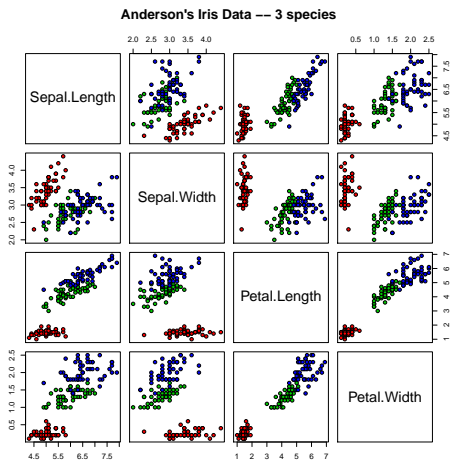 Anderson's Iris Data −− 3 species
2.0 2.5 3.0 3.5 4.0
0.5 1.5 2.5
Sepal.Length
4.5 5.5 6.5 7.5
2.0 2.5 3.0 3.5 4.0
Sepal.Width
Petal.Length
1 2 3 4 5 6 7
0.5 1.0 1.5 2.0 2.5
Petal.Width
4.5 5.5 6.5 7.5
1 2 3 4 5 6 7